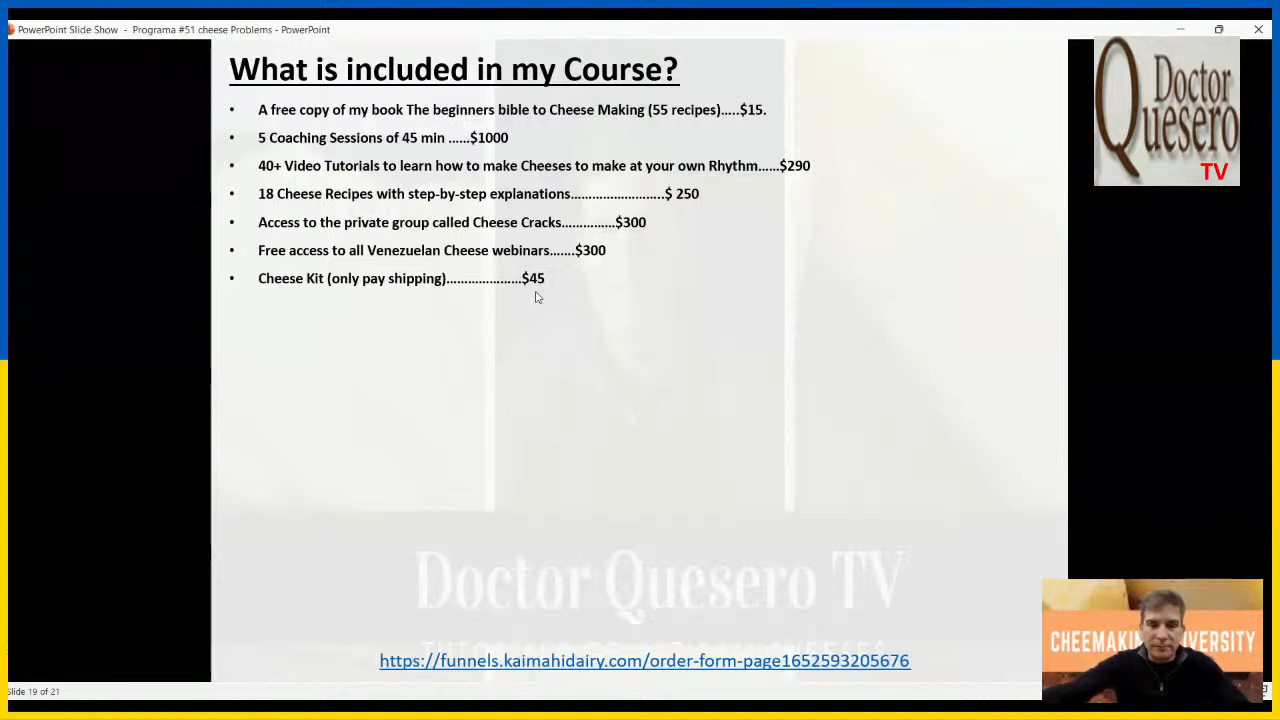 PowerPoint Slide Show - Programa #51 cheese Problems - PowerPoint
What is included in my Course?
• A free copy of my book The beginners bible to Cheese Making (55 recipes).....$15.
• 5 Coaching Sessions of 45 min ......$1000
• 40+ Video Tutorials to learn how to make Cheeses to make at your own Rhythm......$290
• 18 Cheese Recipes with step-by-step explanations……………………..$ 250
• Access to the private group called Cheese Cracks……………$300
• Free access to all Venezuelan Cheese webinars…….$300
• Cheese Kit (only pay shipping)…………………$45
Doctor
Quesero
TV
Doctor Quesero TV
https://funnels.kaimahidairy.com/order-form-page1652593205676
Slide 19 of 21